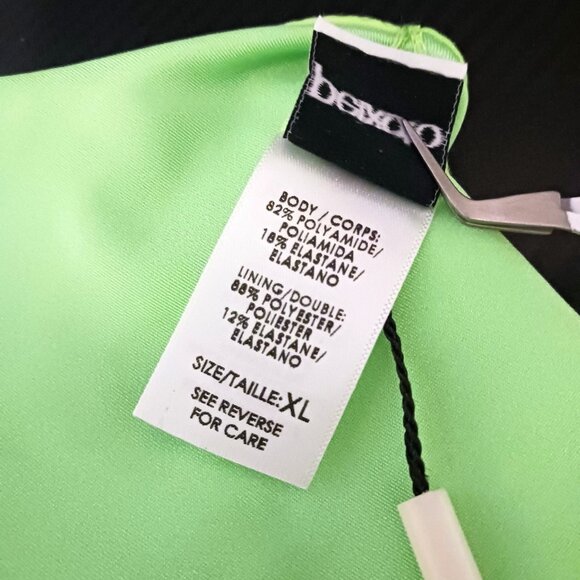 BODY / CORPS:
82% POLYAMIDE/
POLIAMIDA
18% ELASTANE/
ELASTANO
LINING/DOUBLE:
88% POLYESTER/
POLIESTER
12% ELASTANE/
ELASTANO
SIZE/TAILLE: XL
SEE REVERSE
FOR CARE